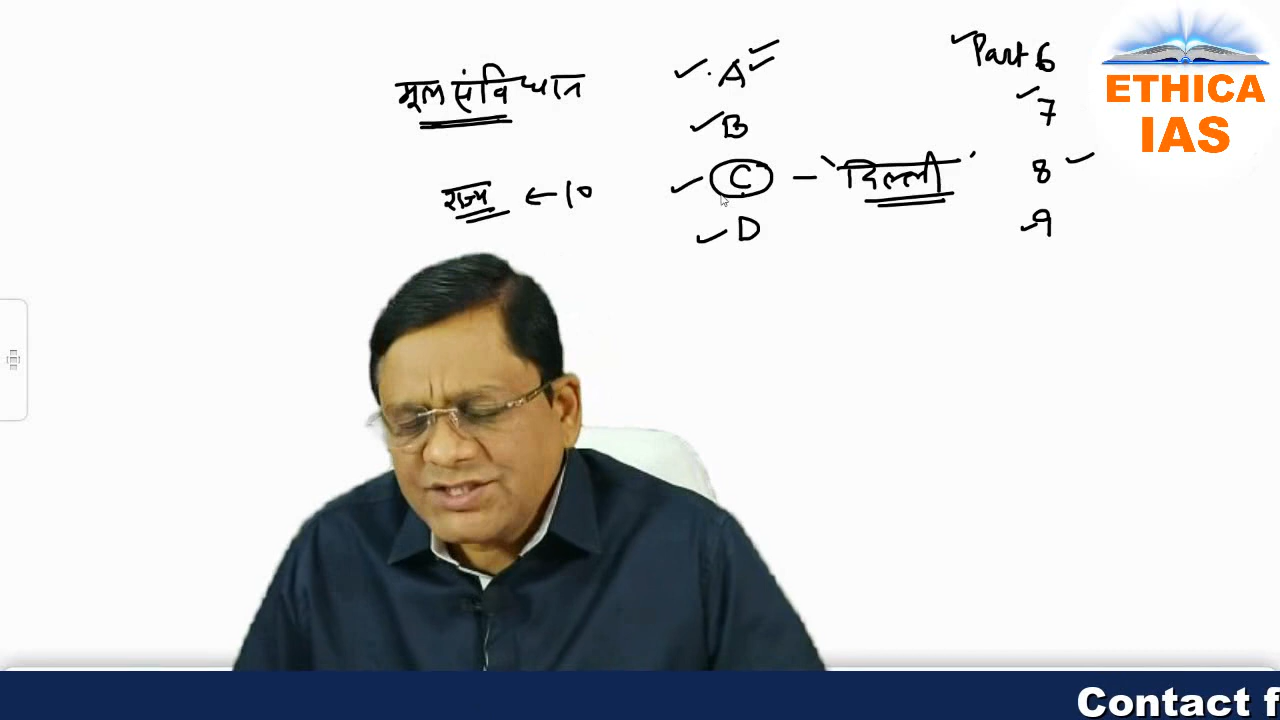 मूल संविधान
राज्य ← 10
A
B
C – दिल्ली
D
Part 6
7
8
9
ETHICA
IAS
Contact f